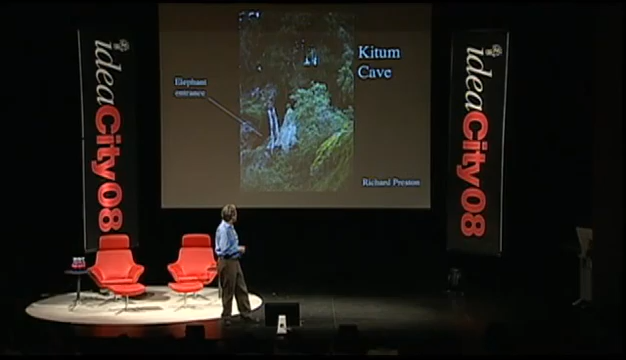 ideaCity08
Kitum
Cave
Elephant
entrance
Richard Preston
ideaCity08